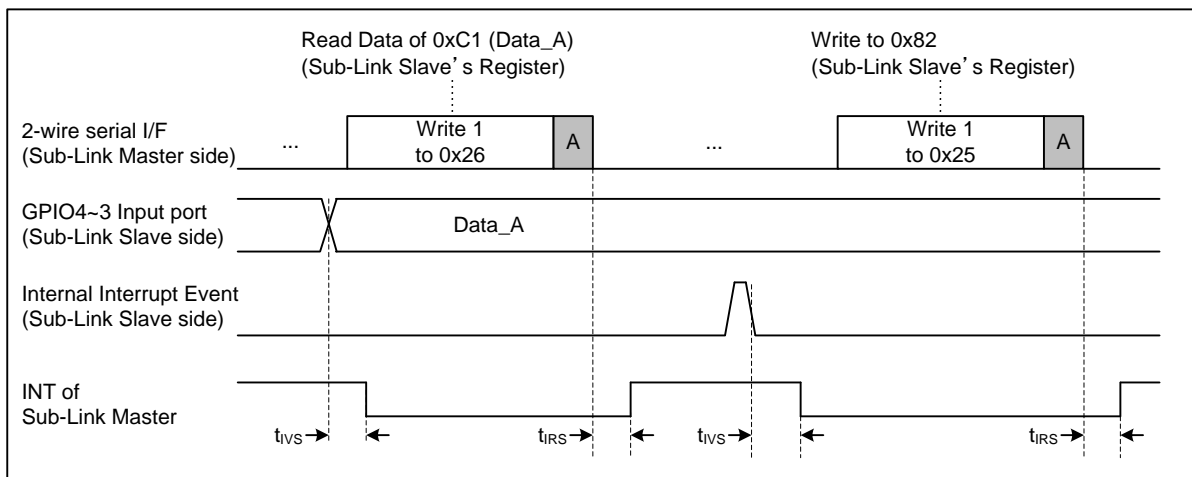 Read Data of 0xC1 (Data_A)
(Sub-Link Slave's Register)
Write to 0x82
(Sub-Link Slave's Register)
2-wire serial I/F
(Sub-Link Master side)
...
Write 1
to 0x26
A
...
Write 1
to 0x25
A
GPIO4~3 Input port
(Sub-Link Slave side)
Data_A
Internal Interrupt Event
(Sub-Link Slave side)
INT of
Sub-Link Master
tIVS
tIRS
tIVS
tIRS